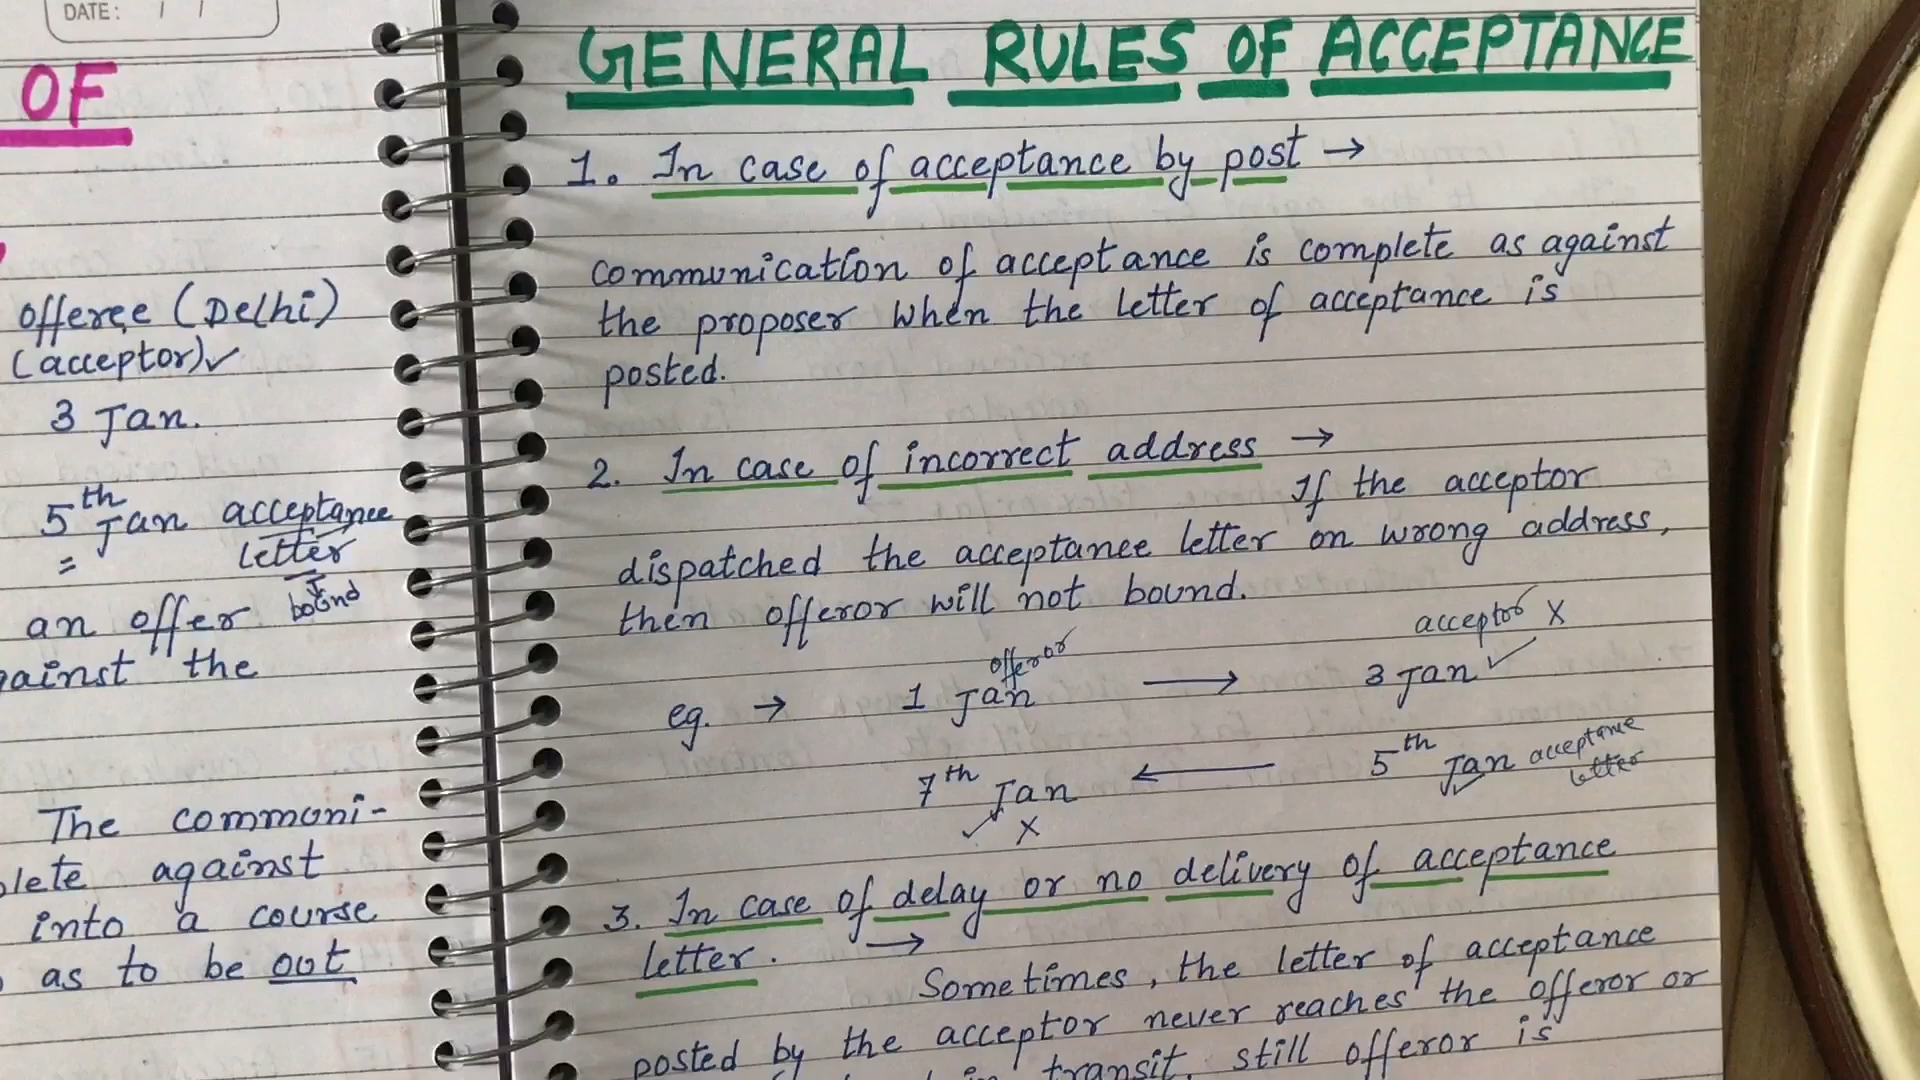 DATE: / /
OF
offeree (Delhi)
(acceptor)✓
3 Jan.
5th Jan acceptance
= letter
bound
an offer
gainst the
The communi-
plete against
into a course
as to be out
GENERAL RULES OF ACCEPTANCE
1. In case of acceptance by post →
communication of acceptance is complete as against
the proposer when the letter of acceptance is
posted.
2. In case of incorrect address →
If the acceptor
dispatched the acceptance letter on wrong address,
then offeror will not bound.
acceptor X
offeror
eg. → 1 Jan → 3 Jan ✓
7th Jan ← 5th Jan acceptance
letter
✓ X
3. In case of delay or no delivery of acceptance
letter. →
Sometimes, the letter of acceptance
posted by the acceptor never reaches the offeror or
transit, still offeror is